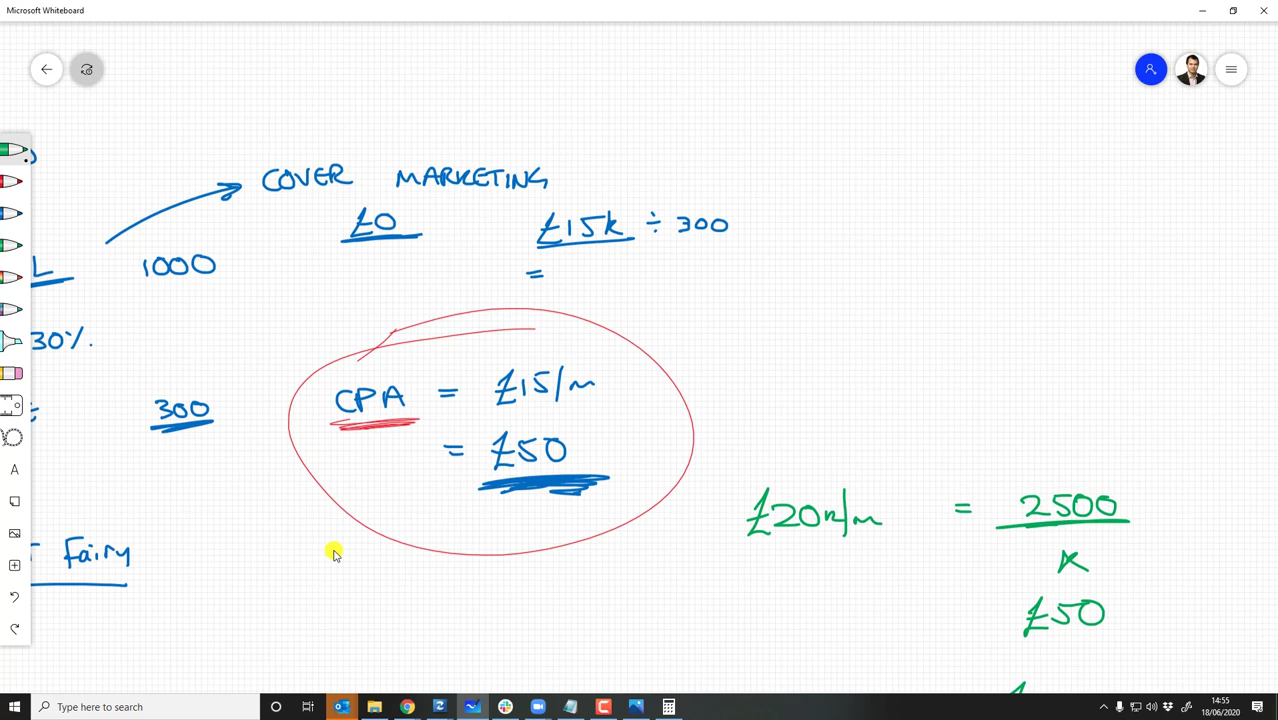 Microsoft Whiteboard
COVER MARKETING
£0 £15k ÷ 300
L 1000
=
30%.
CPA = £15/m
300
= £50
£20k/m = 2500
Fairy
x
£50
A
Type here to search
14:55
18/06/2020